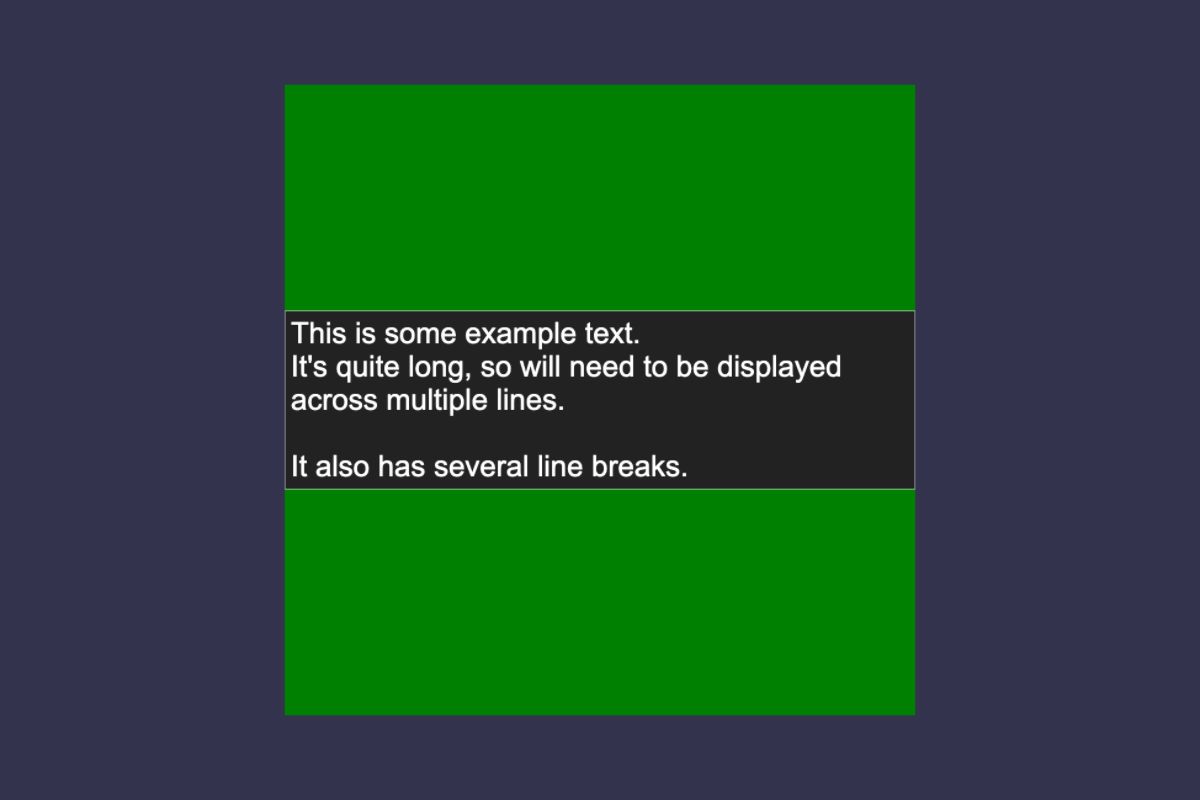 This is some example text.
It's quite long, so will need to be displayed
across multiple lines.

It also has several line breaks.